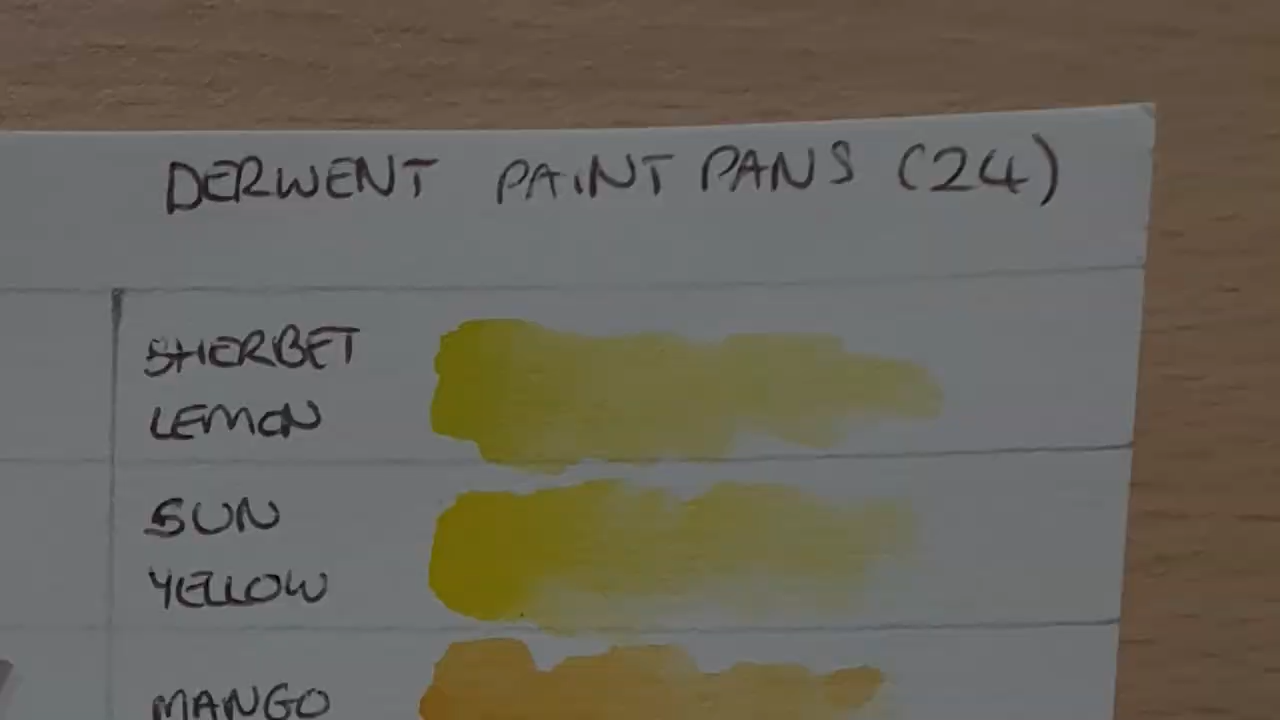 DERWENT PAINT PANS (24)
SHERBET
LEMON
SUN
YELLOW
MANGO